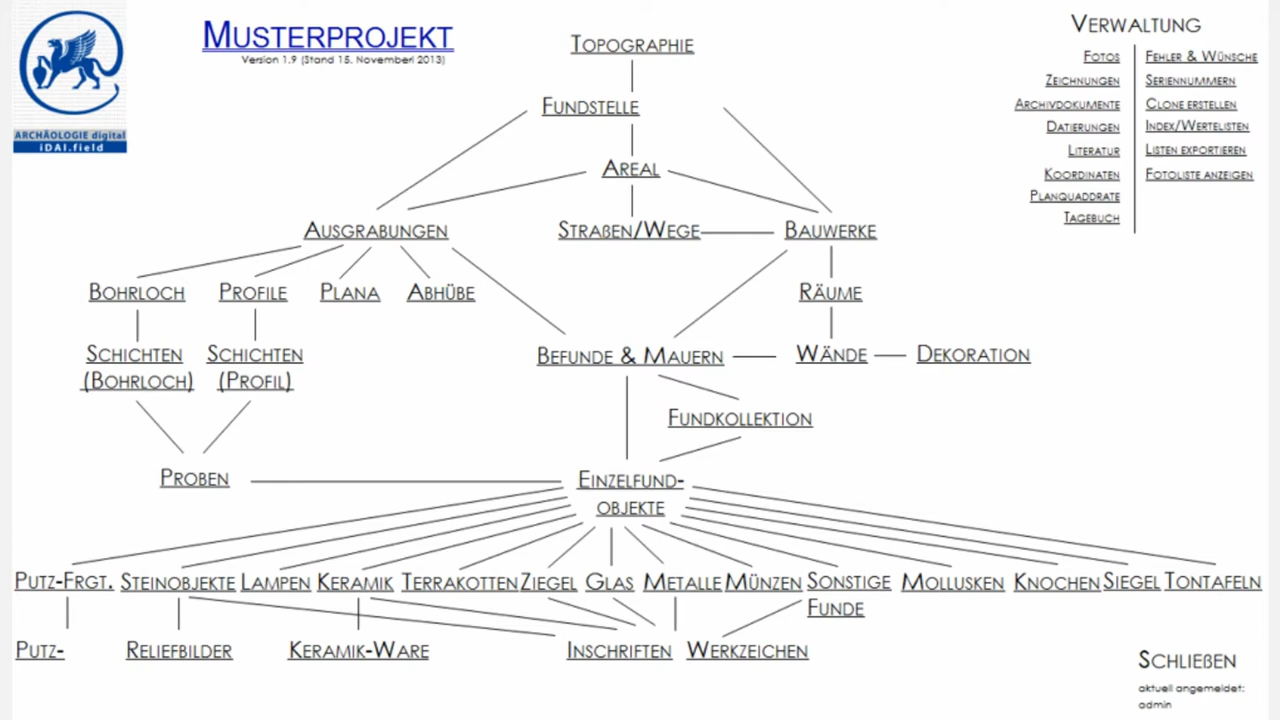 ARCHÄOLOGIE digital
iDAI.field
MUSTERPROJEKT
Version 1.9 (Stand 15. Novemberl 2013)
TOPOGRAPHIE
FUNDSTELLE
AREAL
AUSGRABUNGEN
STRAßEN/WEGE
BAUWERKE
BOHRLOCH
PROFILE
PLANA
ABHÜBE
RÄUME
SCHICHTEN
(BOHRLOCH)
SCHICHTEN
(PROFIL)
BEFUNDE & MAUERN
WÄNDE
DEKORATION
FUNDKOLLEKTION
PROBEN
EINZELFUND-
OBJEKTE
PUTZ-FRGT.
STEINOBJEKTE
LAMPEN
KERAMIK
TERRAKOTTEN
ZIEGEL
GLAS
METALLE
MÜNZEN
SONSTIGE
FUNDE
MOLLUSKEN
KNOCHEN
SIEGEL
TONTAFELN
PUTZ-
RELIEFBILDER
KERAMIK-WARE
INSCHRIFTEN
WERKZEICHEN
VERWALTUNG
FOTOS
ZEICHNUNGEN
ARCHIVDOKUMENTE
DATIERUNGEN
LITERATUR
KOORDINATEN
PLANQUADDRATE
TAGEBUCH
FEHLER & WÜNSCHE
SERIENNUMMERN
CLONE ERSTELLEN
INDEX/WERTELISTEN
LISTEN EXPORTIEREN
FOTOLISTE ANZEIGEN
SCHLIEßEN
aktuell angemeldet:
admin